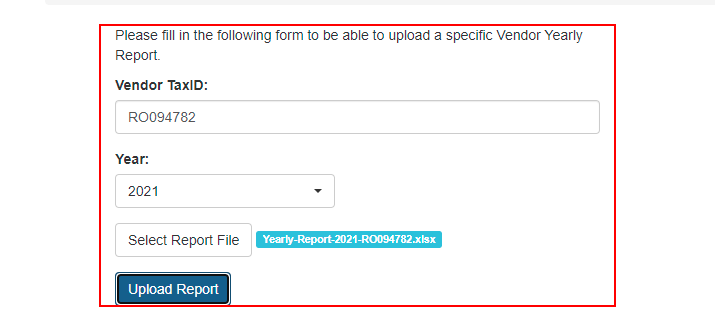 Please fill in the following form to be able to upload a specific Vendor Yearly
Report.
Vendor TaxID:
RO094782
Year:
2021
Select Report File Yearly-Report-2021-RO094782.xlsx
Upload Report